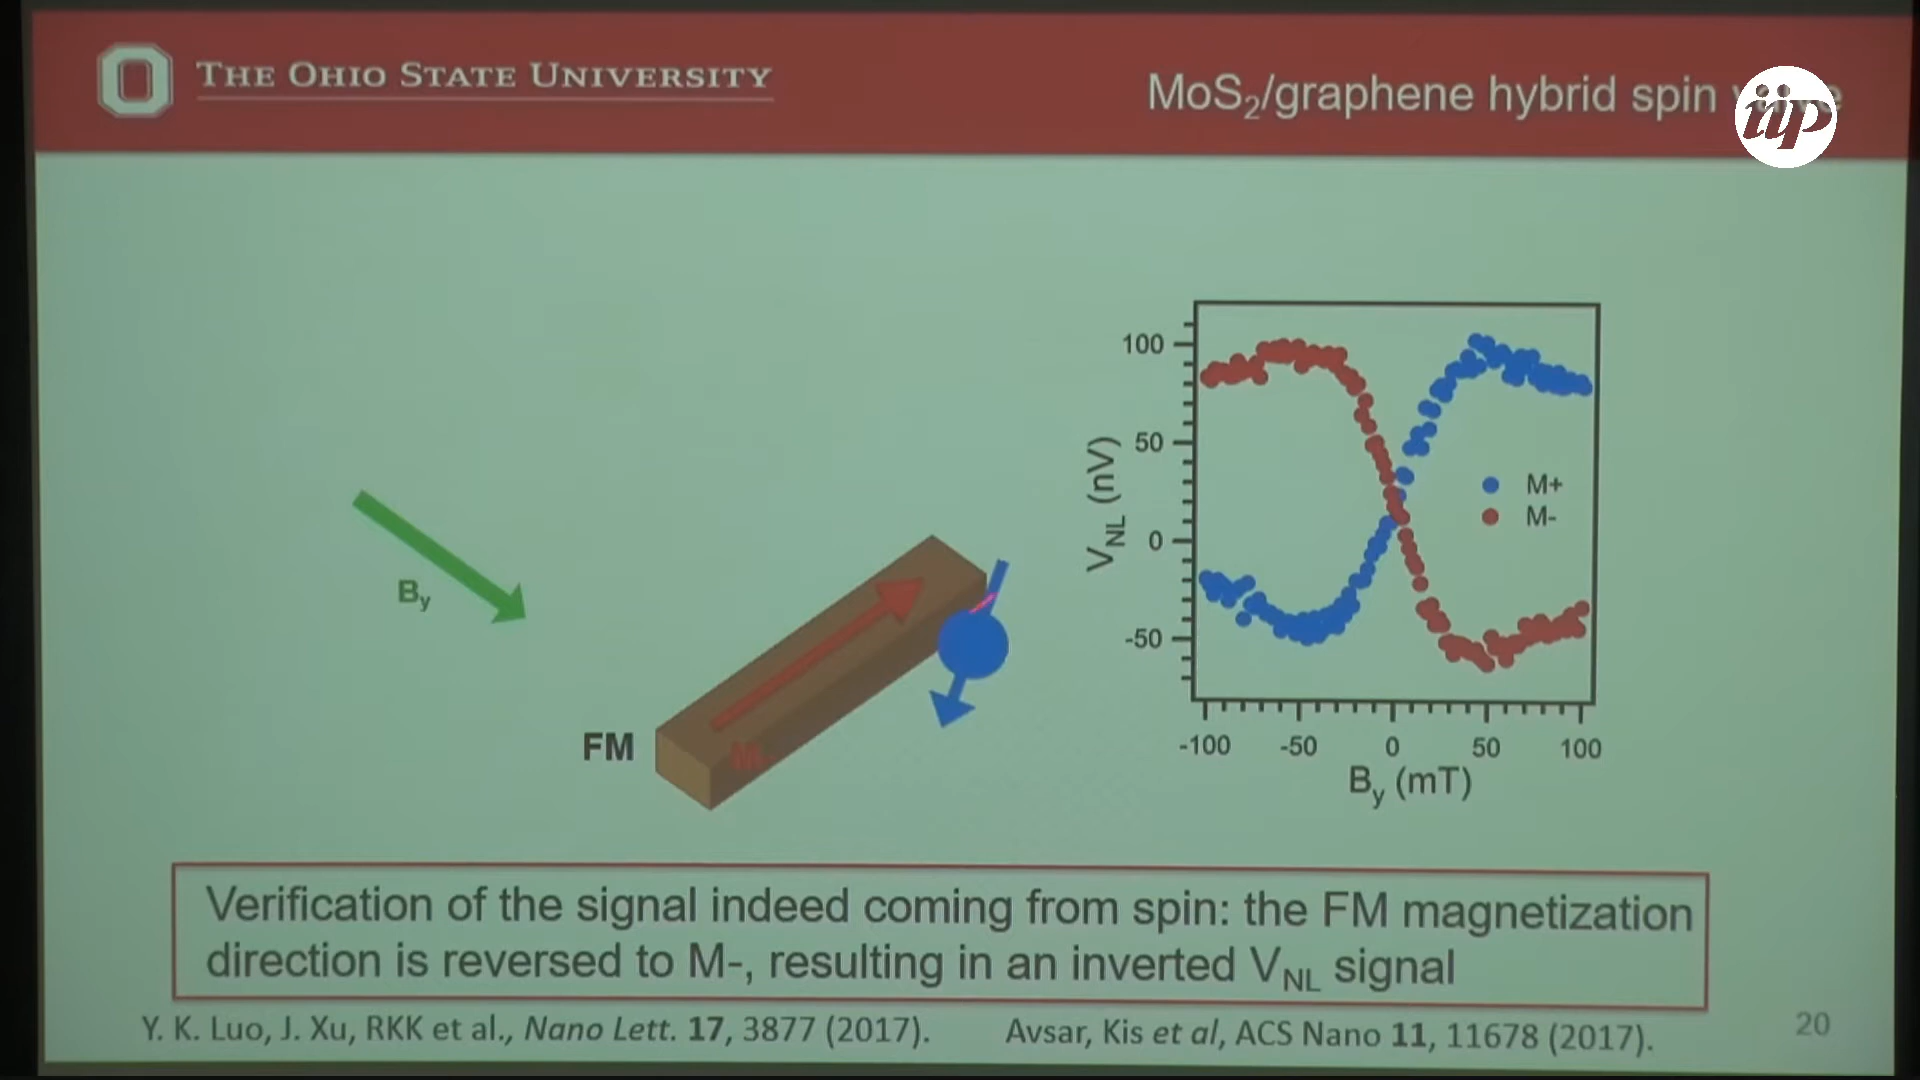 THE OHIO STATE UNIVERSITY
MoS2/graphene hybrid spin
iip
By
FM
M
100
50
0
-50
VNL (nV)
M+
M-
-100 -50 0 50 100
By (mT)
Verification of the signal indeed coming from spin: the FM magnetization
direction is reversed to M-, resulting in an inverted VNL signal
Y. K. Luo, J. Xu, RKK et al., Nano Lett. 17, 3877 (2017). Avsar, Kis et al, ACS Nano 11, 11678 (2017).
20